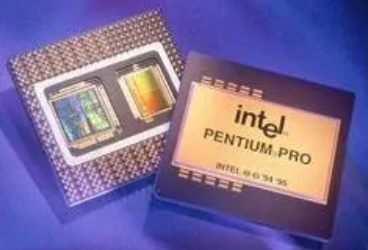 intel
PENTIUM®PRO
INTEL Ⓜ © '94 '95